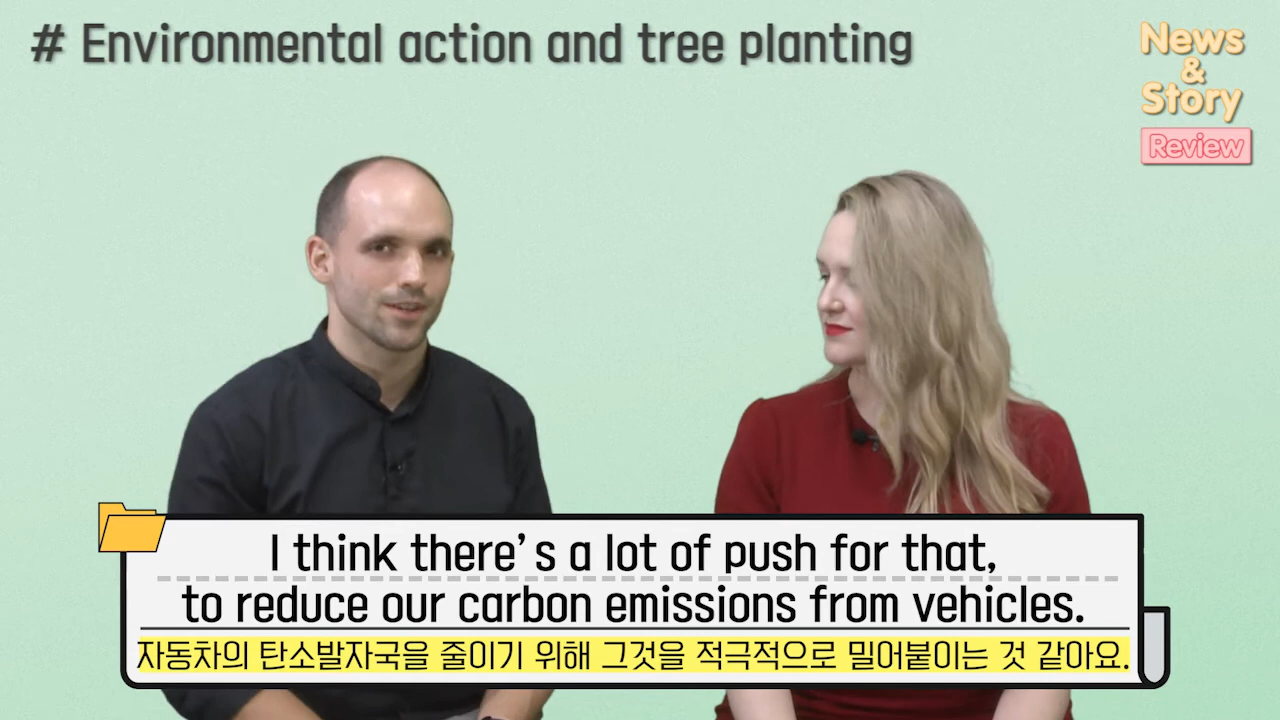 # Environmental action and tree planting
News
&
Story
Review
I think there's a lot of push for that,
to reduce our carbon emissions from vehicles.
자동차의 탄소발자국을 줄이기 위해 그것을 적극적으로 밀어붙이는 것 같아요.